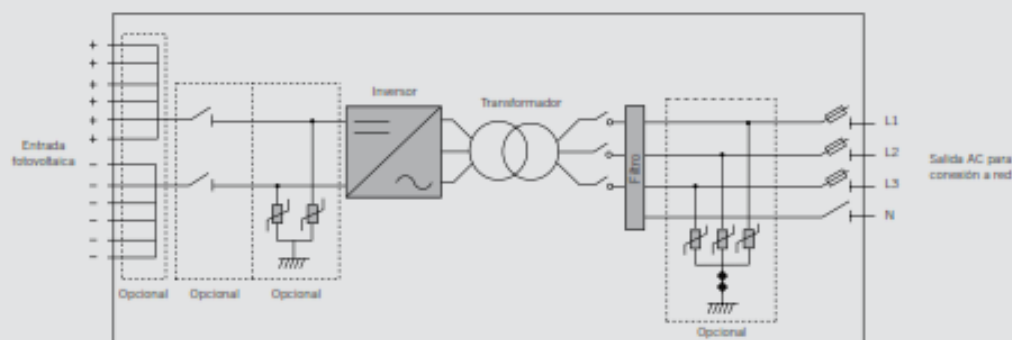 Inversor
Transformador
Entrada
fotovoltaica
Filtro
L1
L2
L3
N
Salida AC para
conexión a red
Opcional
Opcional
Opcional
Opcional